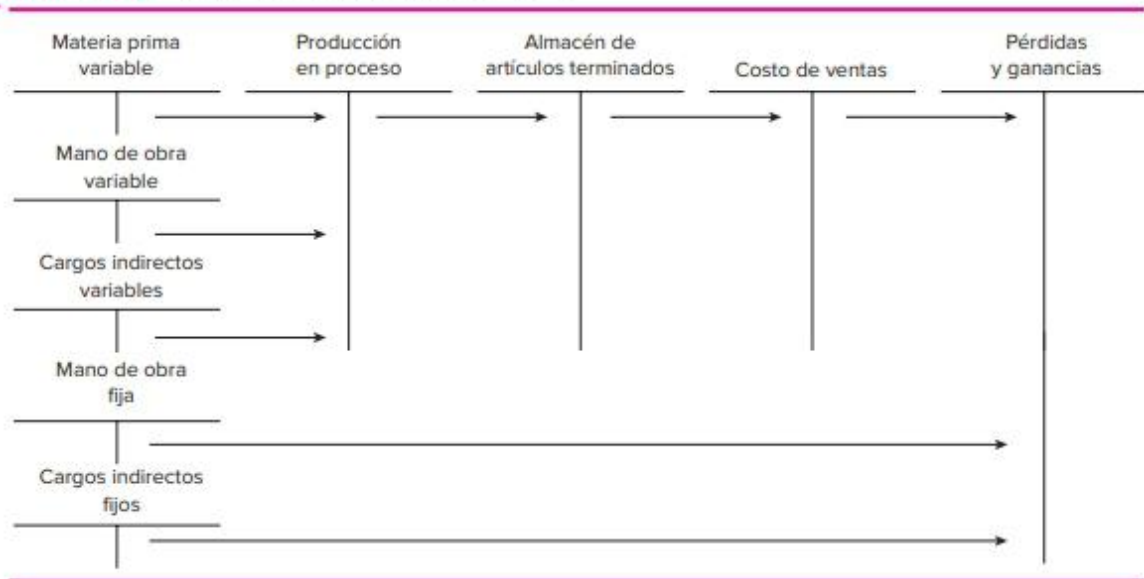 Materia prima
variable
Producción
en proceso
Almacén de
artículos terminados
Costo de ventas
Pérdidas
y ganancias
Mano de obra
variable
Cargos indirectos
variables
Mano de obra
fija
Cargos indirectos
fijos